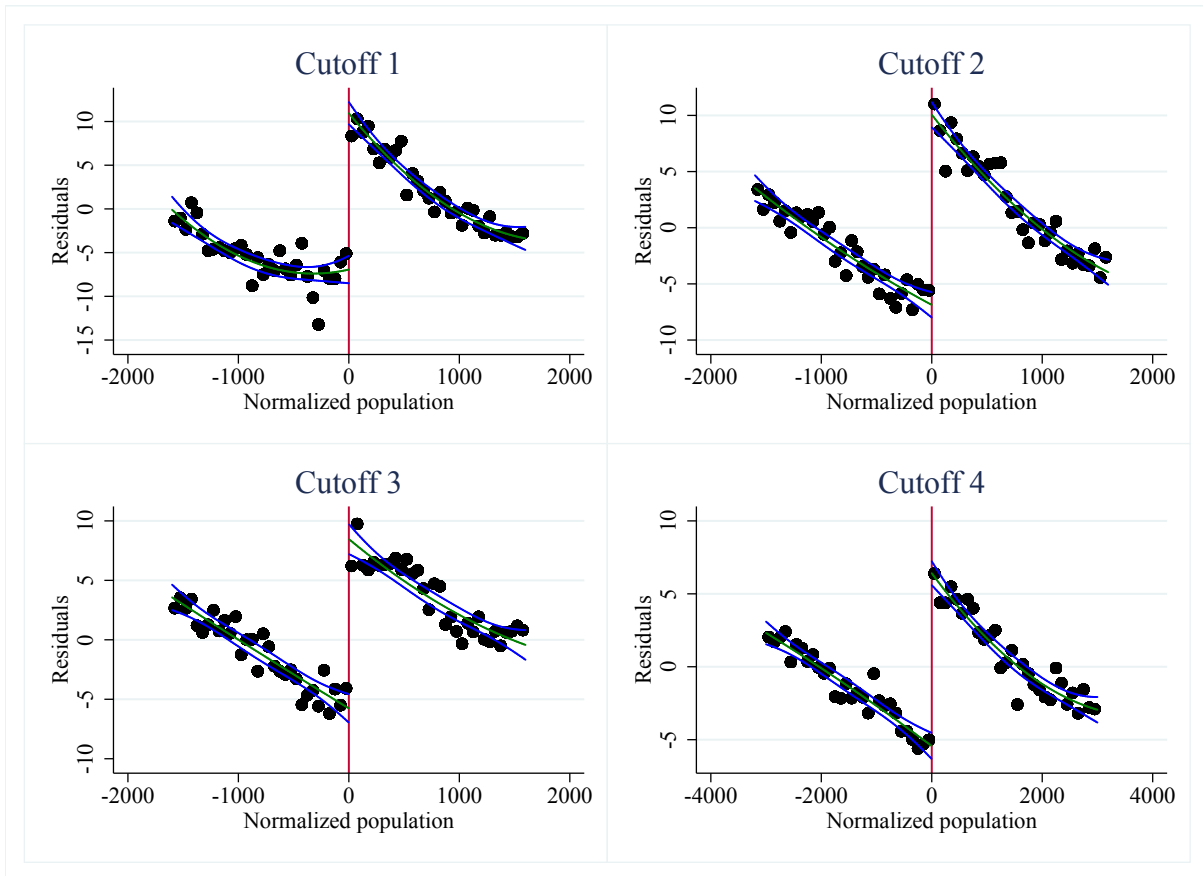 Cutoff 1
Residuals
10
5
0
-5
-10
-15
-2000 -1000 0 1000 2000
Normalized population
Cutoff 2
Residuals
10
5
0
-5
-10
-2000 -1000 0 1000 2000
Normalized population
Cutoff 3
Residuals
10
5
0
-5
-10
-2000 -1000 0 1000 2000
Normalized population
Cutoff 4
Residuals
10
5
0
-5
-4000 -2000 0 2000 4000
Normalized population